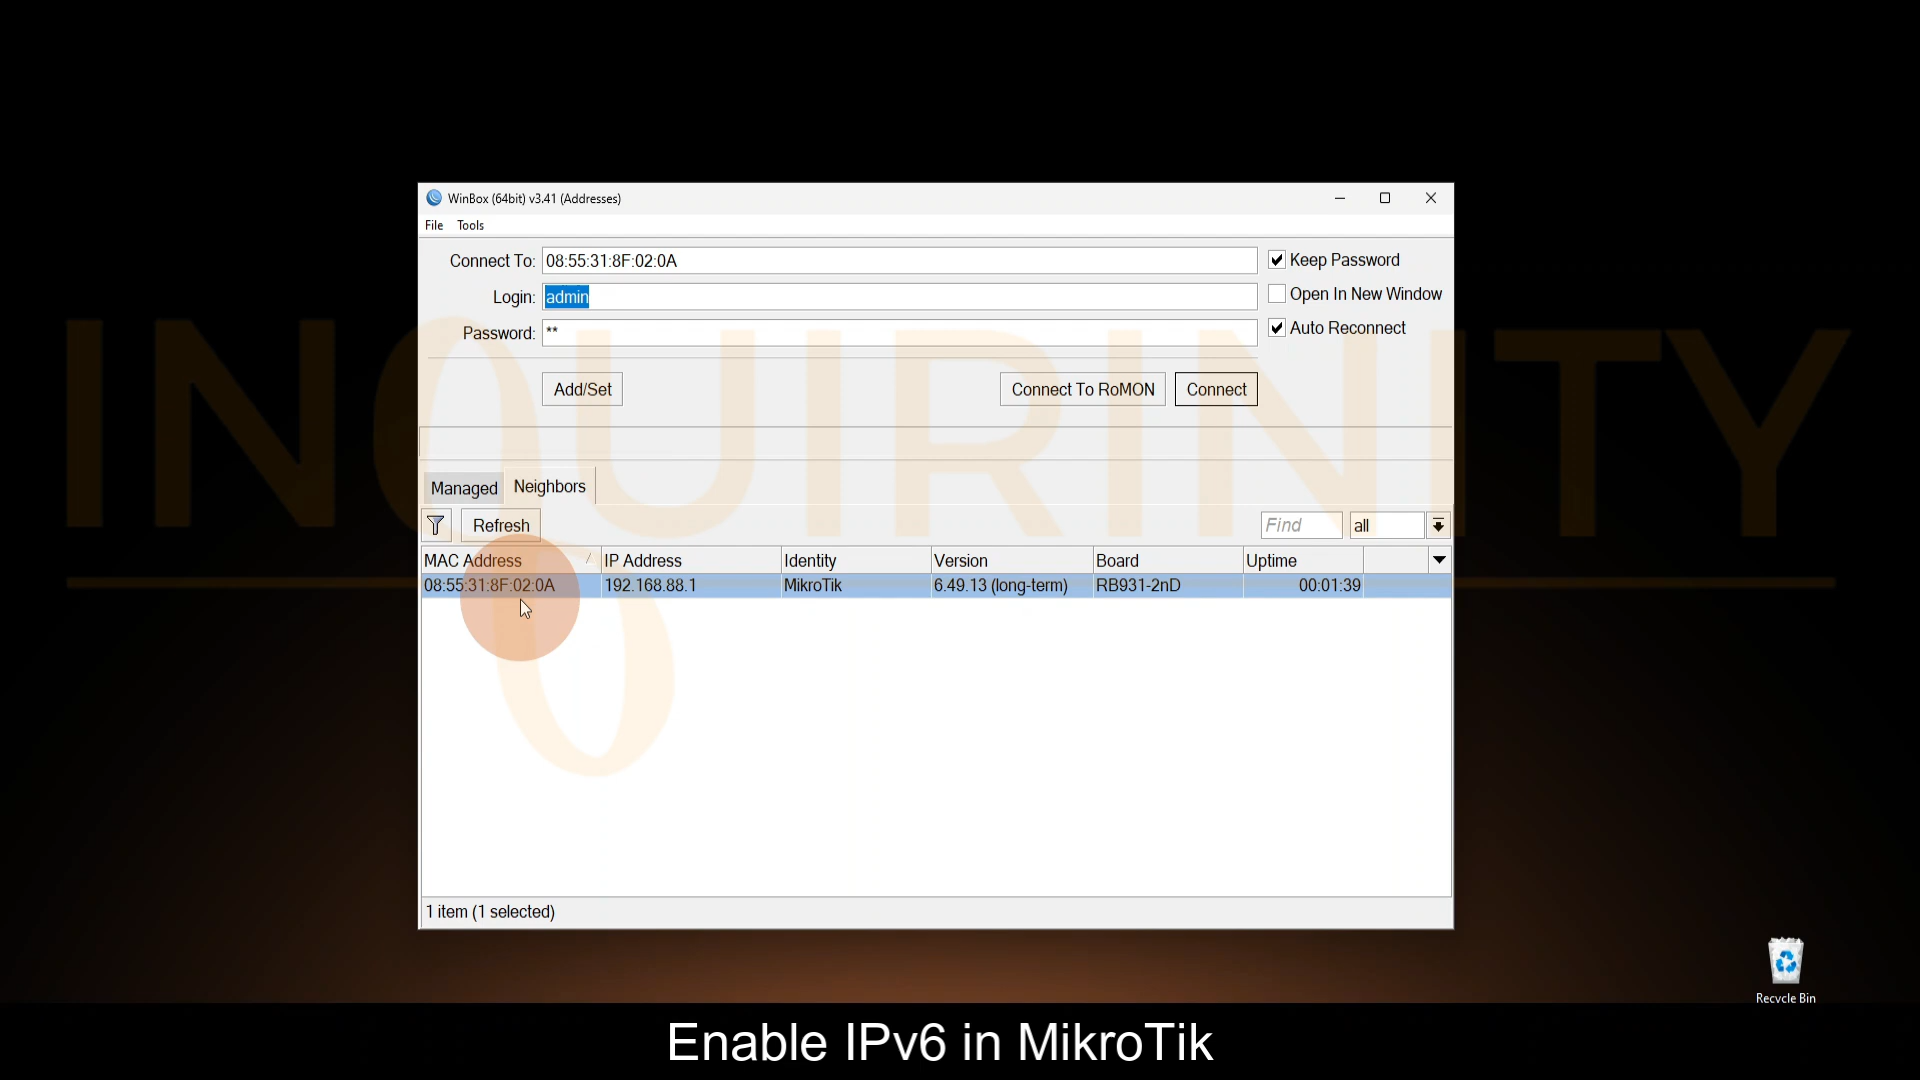 WinBox (64bit) v3.41 (Addresses)
File Tools
Connect To: 08:55:31:8F:02:0A
Keep Password
Login: admin
Open In New Window
Password: **
Auto Reconnect
Add/Set Connect To RoMON Connect
INQUIRINITY
Managed Neighbors
Refresh Find all
MAC Address IP Address Identity Version Board Uptime
08:55:31:8F:02:0A 192.168.88.1 MikroTik 6.49.13 (long-term) RB931-2nD 00:01:39
1 item (1 selected)
Recycle Bin
Enable IPv6 in MikroTik